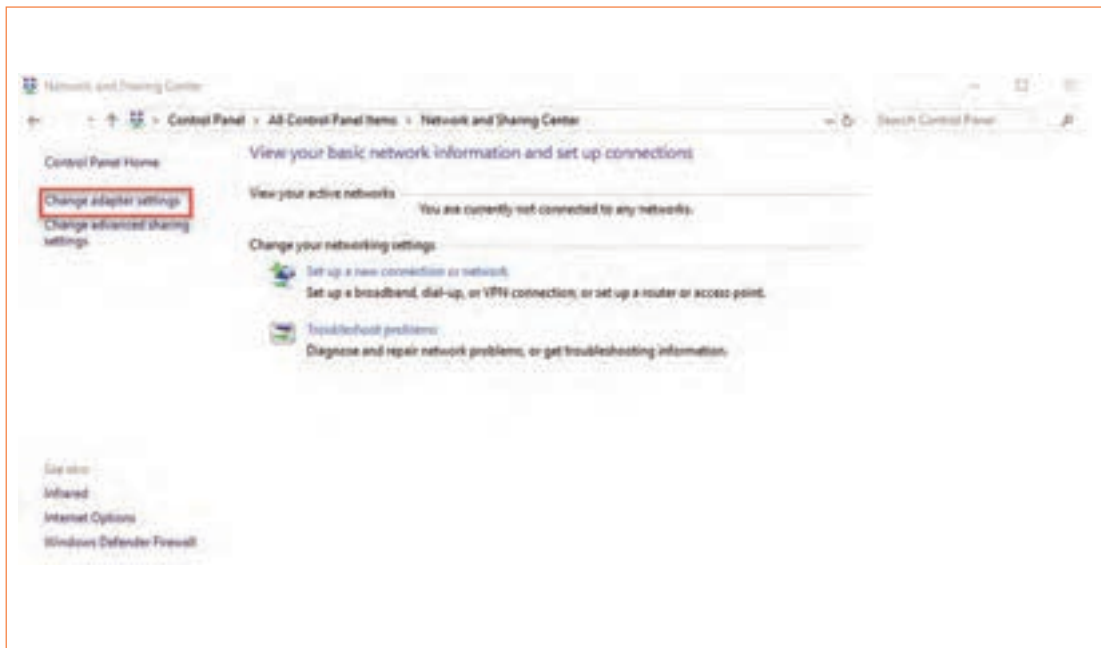 Network and Sharing Center
Control Panel > All Control Panel Items > Network and Sharing Center
Search Control Panel
Control Panel Home
Change adapter settings
Change advanced sharing
settings
View your basic network information and set up connections
View your active networks
You are currently not connected to any networks.
Change your networking settings
Set up a new connection or network
Set up a broadband, dial-up, or VPN connection; or set up a router or access point.
Troubleshoot problems
Diagnose and repair network problems, or get troubleshooting information.
See also
Infrared
Internet Options
Windows Defender Firewall